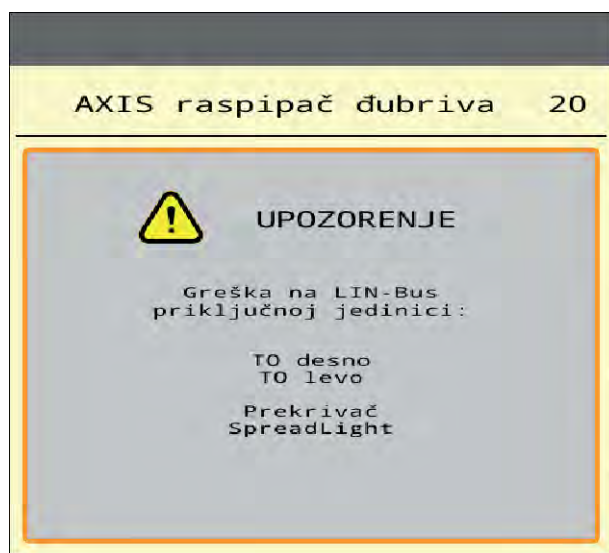 AXIS raspipač đubriva 20
UPOZORENJE
Greška na LIN-Bus
priključnoj jedinici:
TO desno
TO levo
Prekrivač
SpreadLight